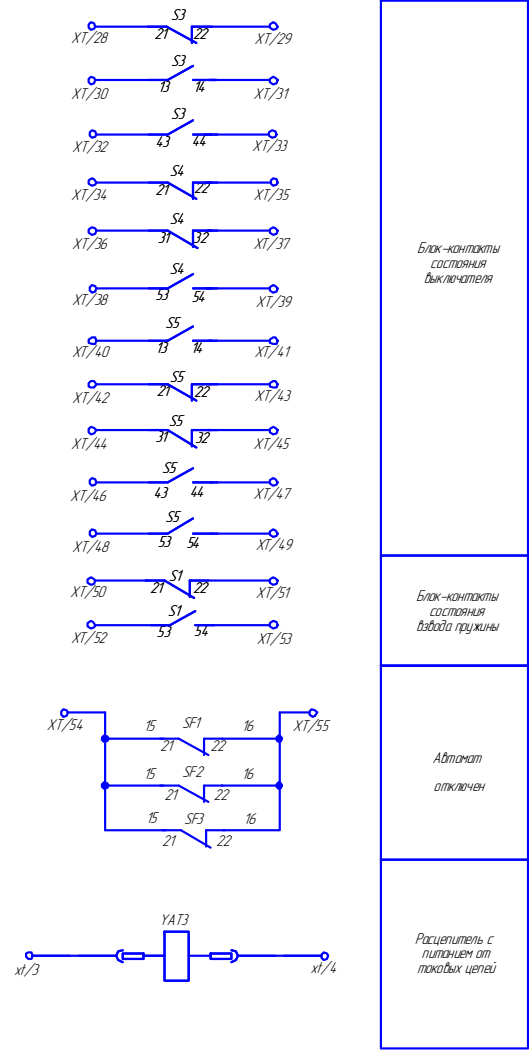 S3
21 22
XT/28 XT/29
S3
13 14
XT/30 XT/31
S3
43 44
XT/32 XT/33
S4
21 22
XT/34 XT/35
S4
31 32
XT/36 XT/37
S4
53 54
XT/38 XT/39
S5
13 14
XT/40 XT/41
S5
21 22
XT/42 XT/43
S5
31 32
XT/44 XT/45
S5
43 44
XT/46 XT/47
S5
53 54
XT/48 XT/49
Блок-контакты
состояния
выключателя
S1
21 22
XT/50 XT/51
S1
53 54
XT/52 XT/53
Блок-контакты
состояния
взвода пружины
XT/54 XT/55
15 SF1 16
21 22
15 SF2 16
21 22
15 SF3 16
21 22
Автомат
отключен
YAT3
xt/3 xt/4
Расцепитель с
питанием от
токовых цепей